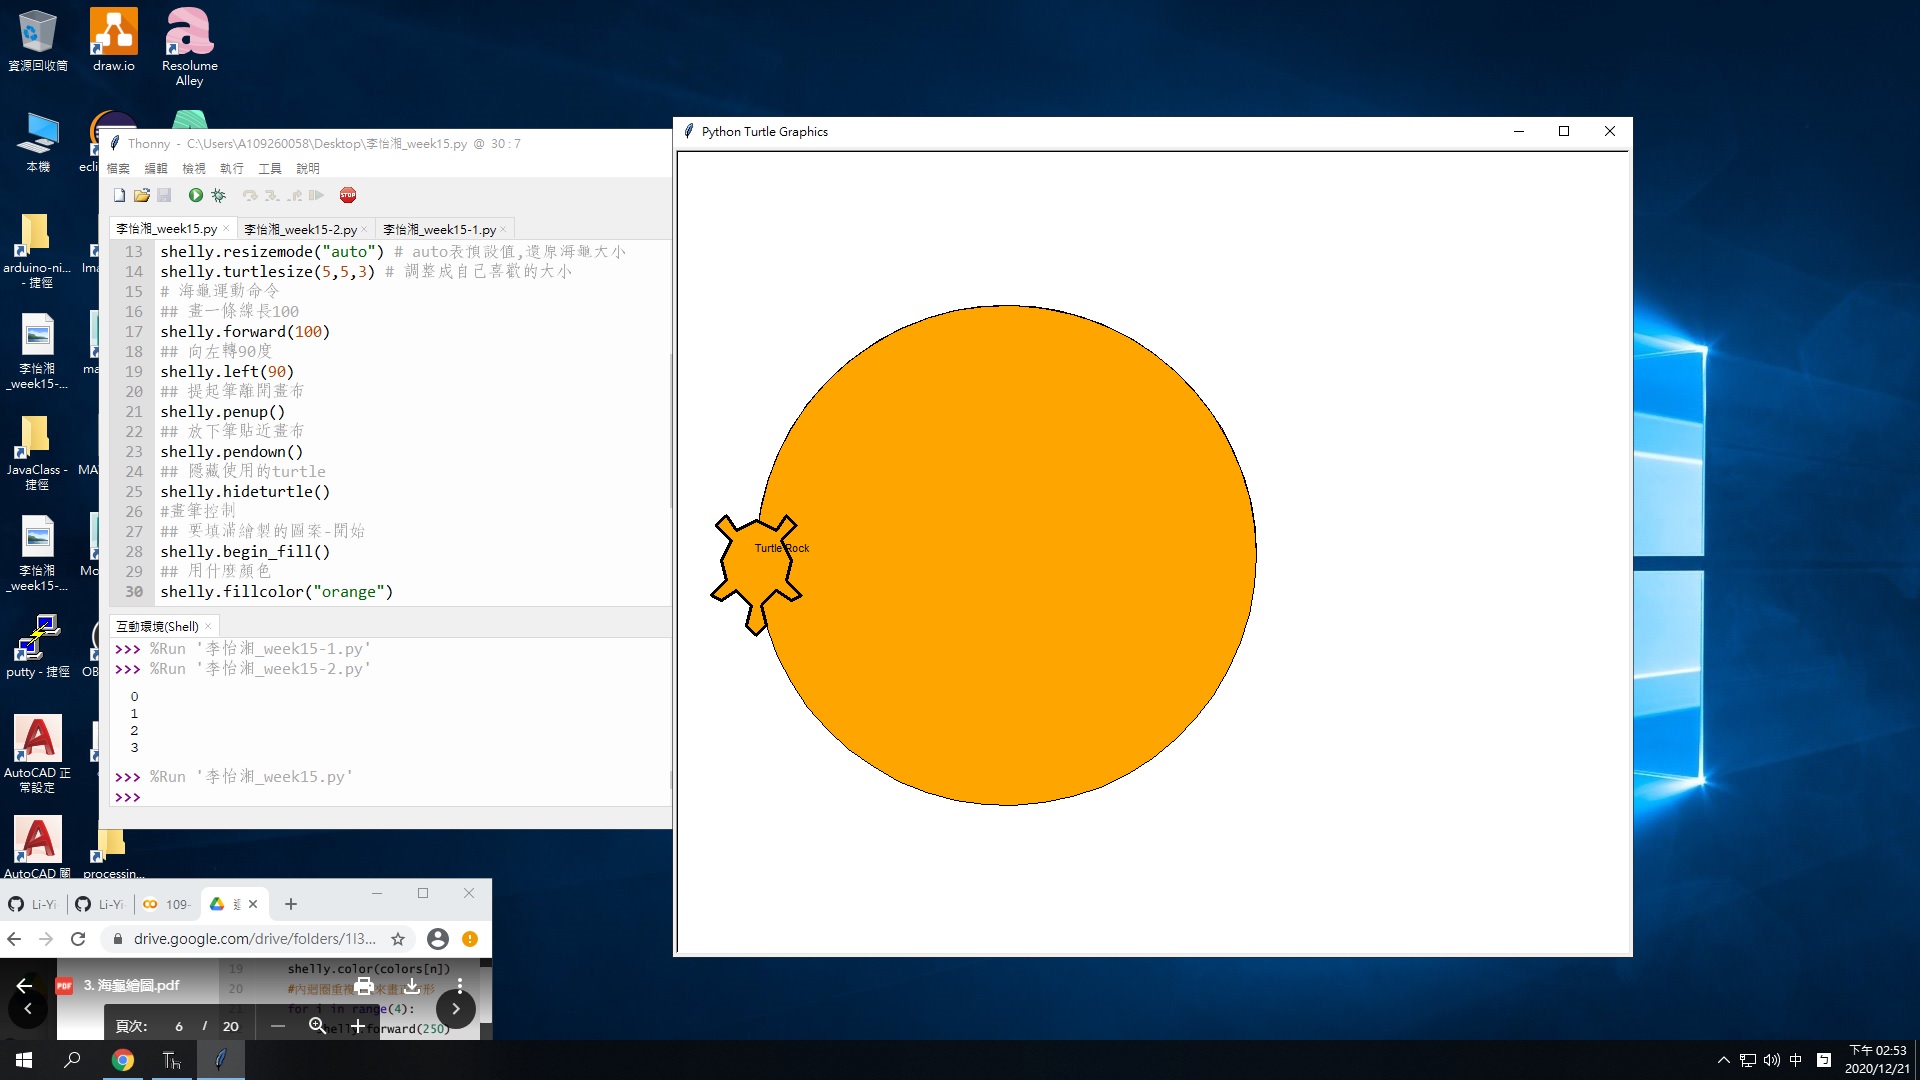 資源回收筒
draw.io
Resolume
Alley
本機
ecli
arduino-ni...
- 捷徑
Ima
李怡湘
_week15-...
ma
JavaClass -
捷徑
MA
李怡湘
_week15-...
Mo
putty - 捷徑
OB
AutoCAD 正
常設定
AutoCAD 關
processin...
Thonny - C:\Users\A109260058\Desktop\李怡湘_week15.py @ 30 : 7
檔案 編輯 檢視 執行 工具 說明
STOP
李怡湘_week15.py × 李怡湘_week15-2.py × 李怡湘_week15-1.py ×
13 shelly.resizemode("auto") # auto表預設值,還原海龜大小
14 shelly.turtlesize(5,5,3) # 調整成自己喜歡的大小
15 # 海龜運動命令
16 ## 畫一條線長100
17 shelly.forward(100)
18 ## 向左轉90度
19 shelly.left(90)
20 ## 提起筆離開畫布
21 shelly.penup()
22 ## 放下筆貼近畫布
23 shelly.pendown()
24 ## 隱藏使用的turtle
25 shelly.hideturtle()
26 #畫筆控制
27 ## 要填滿繪製的圖案-開始
28 shelly.begin_fill()
29 ## 用什麼顏色
30 shelly.fillcolor("orange")
互動環境(Shell) ×
>>> %Run '李怡湘_week15-1.py'
>>> %Run '李怡湘_week15-2.py'
0
1
2
3
>>> %Run '李怡湘_week15.py'
>>>
Python Turtle Graphics
Turtle Rock
Li-Yi
Li-Yi
109-
drive.google.com/drive/folders/1I3...
PDF 3. 海龜繪圖.pdf
19 shelly.color(colors[n])
20
21 for i in range(4):
shelly.forward(250)
頁次: 6 / 20
Th
中
下午 02:53
2020/12/21